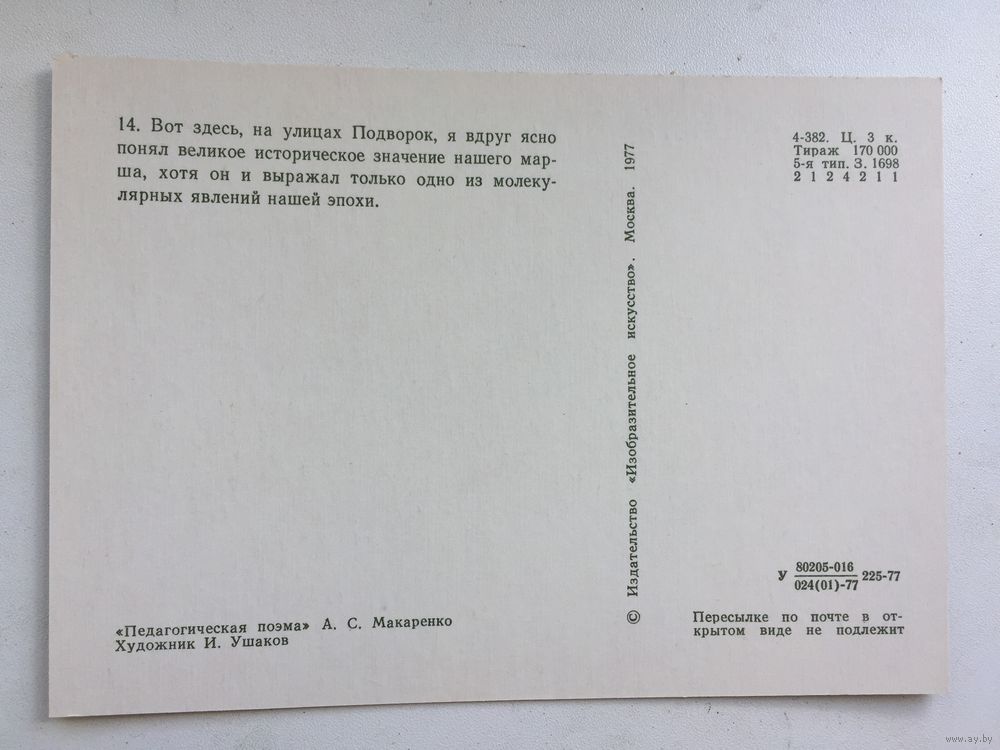 14. Вот здесь, на улицах Подворок, я вдруг ясно
понял великое историческое значение нашего мар-
ша, хотя он и выражал только одно из молеку-
лярных явлений нашей эпохи.
«Педагогическая поэма» А. С. Макаренко
Художник И. Ушаков
© Издательство «Изобразительное искусство». Москва. 1977
4-382. Ц. 3 к.
Тираж 170 000
5-я тип. З. 1698
2 1 2 4 2 1 1
У 80205-016
024(01)-77 225-77
Пересылке по почте в от-
крытом виде не подлежит
www.ay.by